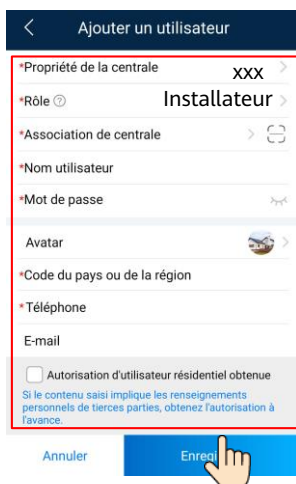 Ajouter un utilisateur
*Propriété de la centrale xxx
*Rôle Installateur
*Association de centrale
*Nom utilisateur
*Mot de passe
Avatar
*Code du pays ou de la région
*Téléphone
E-mail
Autorisation d'utilisateur résidentiel obtenue
Si le contenu saisi implique les renseignements
personnels de tierces parties, obtenez l'autorisation à
l'avance.
Annuler Enregi